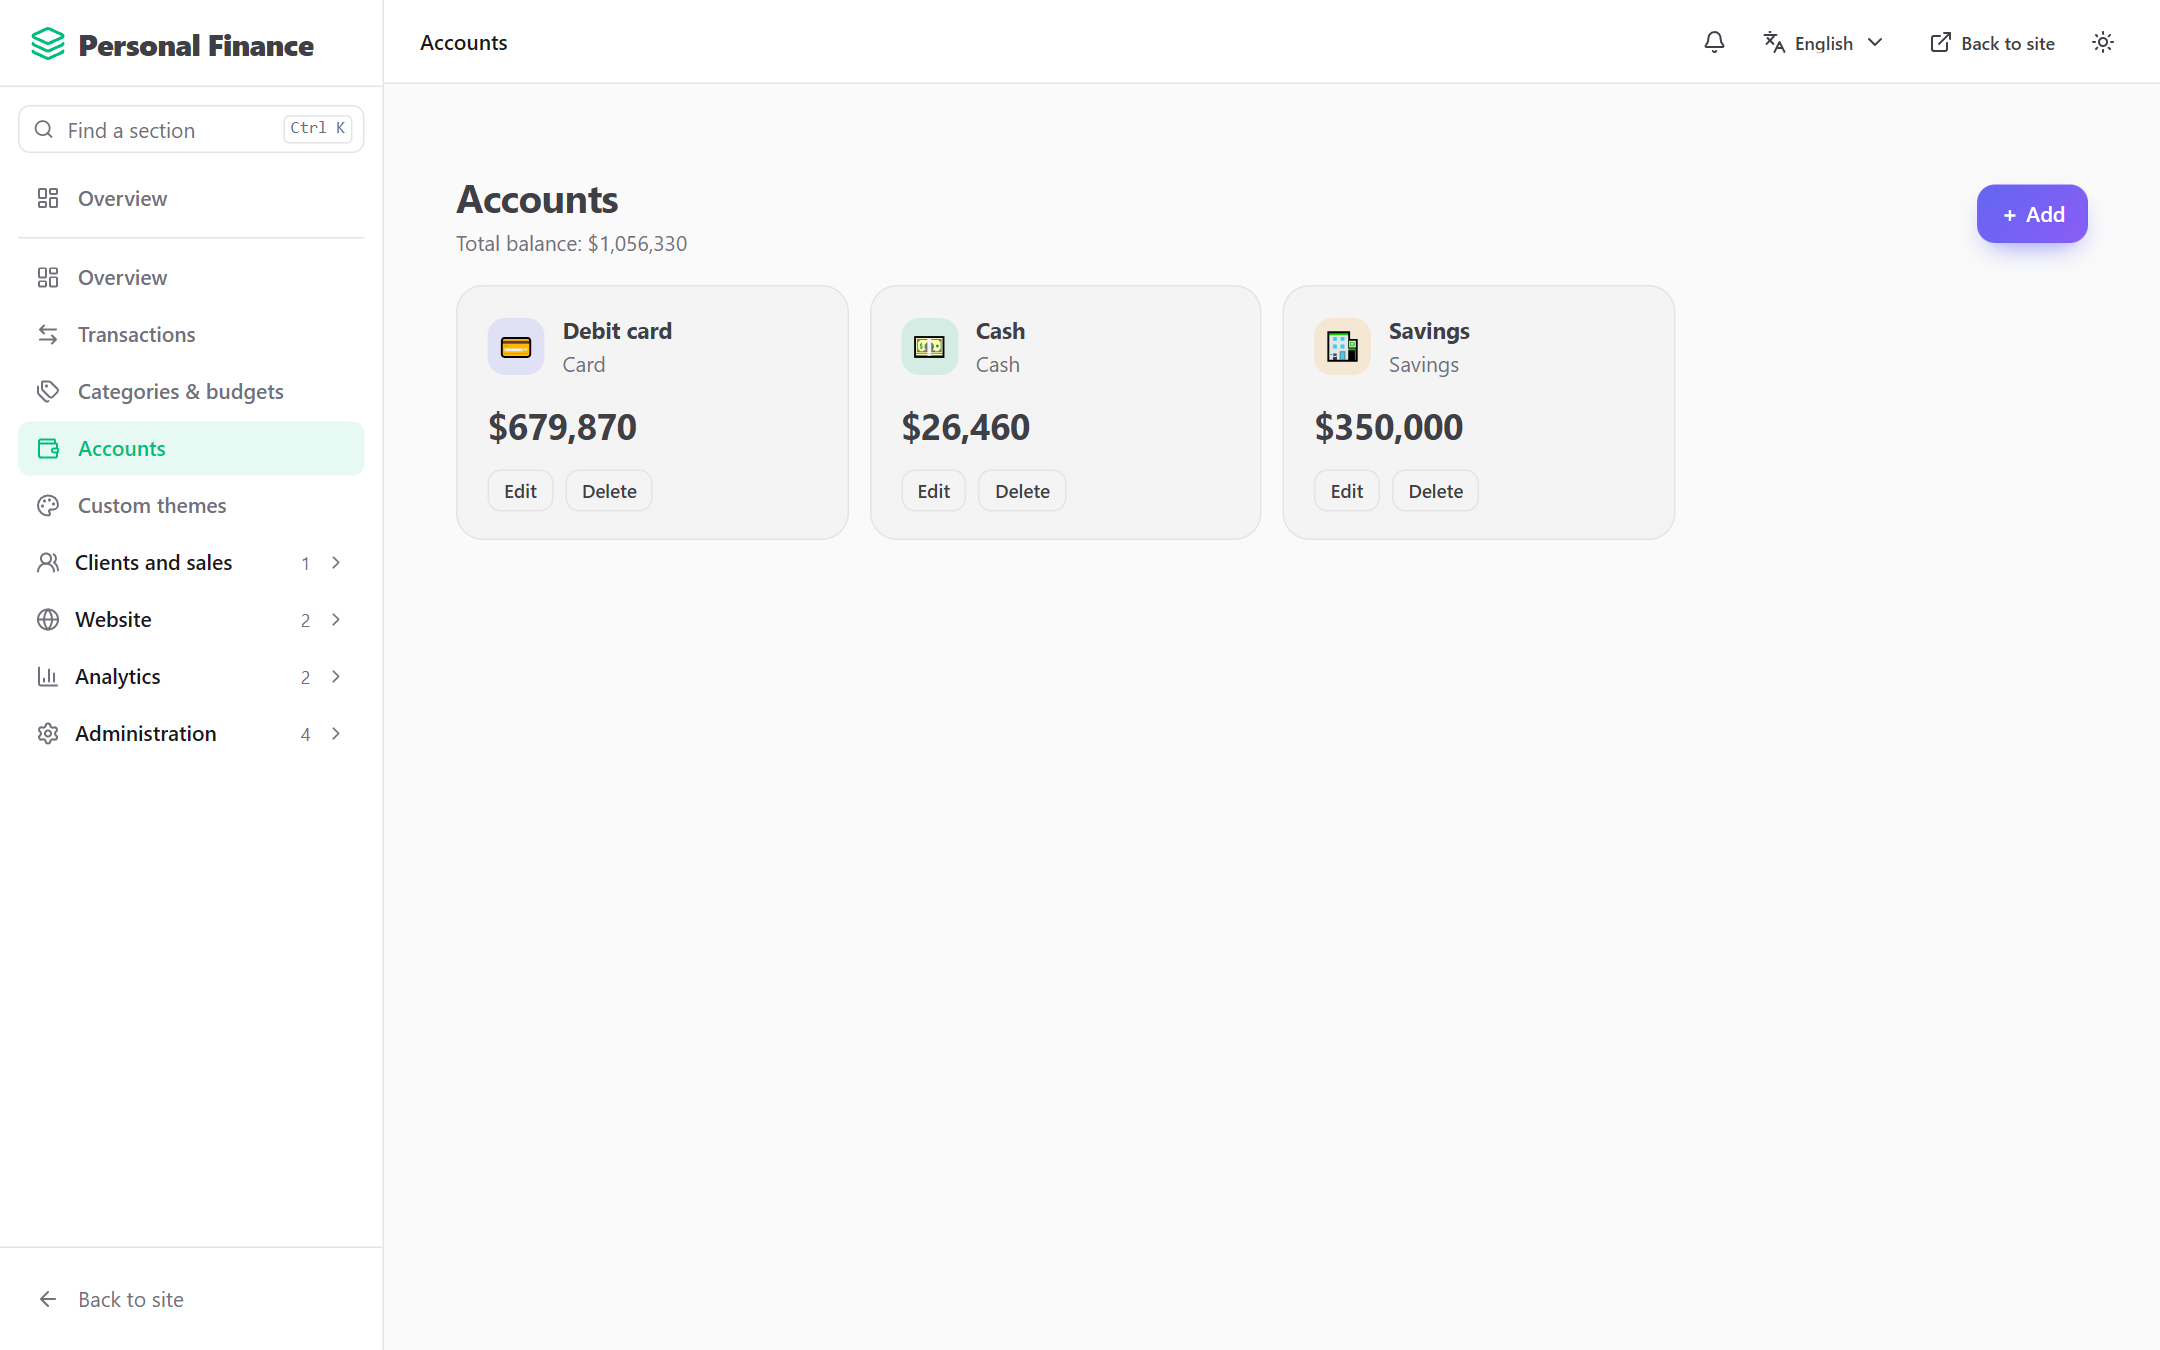 Personal Finance
Find a section
Ctrl K
Overview
Overview
Transactions
Categories & budgets
Accounts
Custom themes
Clients and sales 1
Website 2
Analytics 2
Administration 4
Back to site
Accounts
English
Back to site
Accounts
Total balance: $1,056,330
+ Add
Debit card
Card
$679,870
Edit Delete
Cash
Cash
$26,460
Edit Delete
Savings
Savings
$350,000
Edit Delete